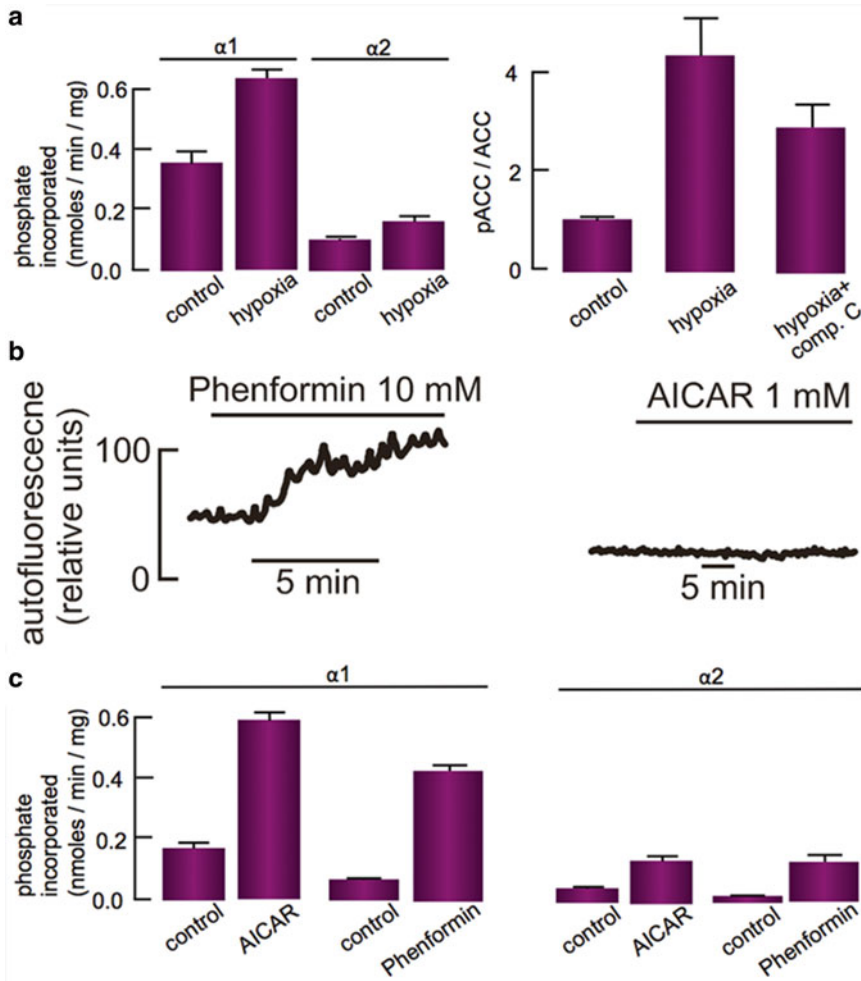 a
α1 α2
phosphate
incorporated
(nmoles / min / mg)
0.6
0.4
0.2
0.0
control hypoxia control hypoxia
pACC / ACC
4
2
0
control hypoxia hypoxia+
comp. C
b
autofluorescecne
(relative units)
100
0
Phenformin 10 mM
5 min
AICAR 1 mM
5 min
c
α1 α2
phosphate
incorporated
(nmoles / min / mg)
0.6
0.4
0.2
0.0
control AICAR control Phenformin
control AICAR control Phenformin